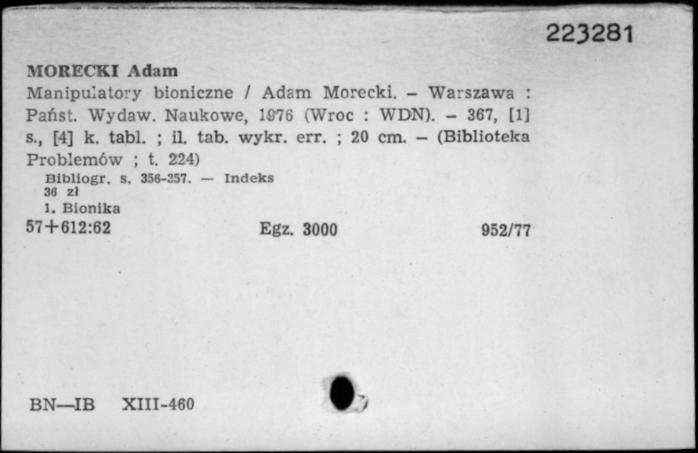 223281
MORECKI Adam
Manipulatory bioniczne / Adam Morecki. – Warszawa :
Państ. Wydaw. Naukowe, 1976 (Wroc : WDN). – 367, [1]
s., [4] k. tabl. ; il. tab. wykr. err. ; 20 cm. – (Biblioteka
Problemów ; t. 224)
Bibliogr. s. 356-357. — Indeks
36 zł
1. Bionika
57+612:62 Egz. 3000 952/77
BN—IB XIII-460